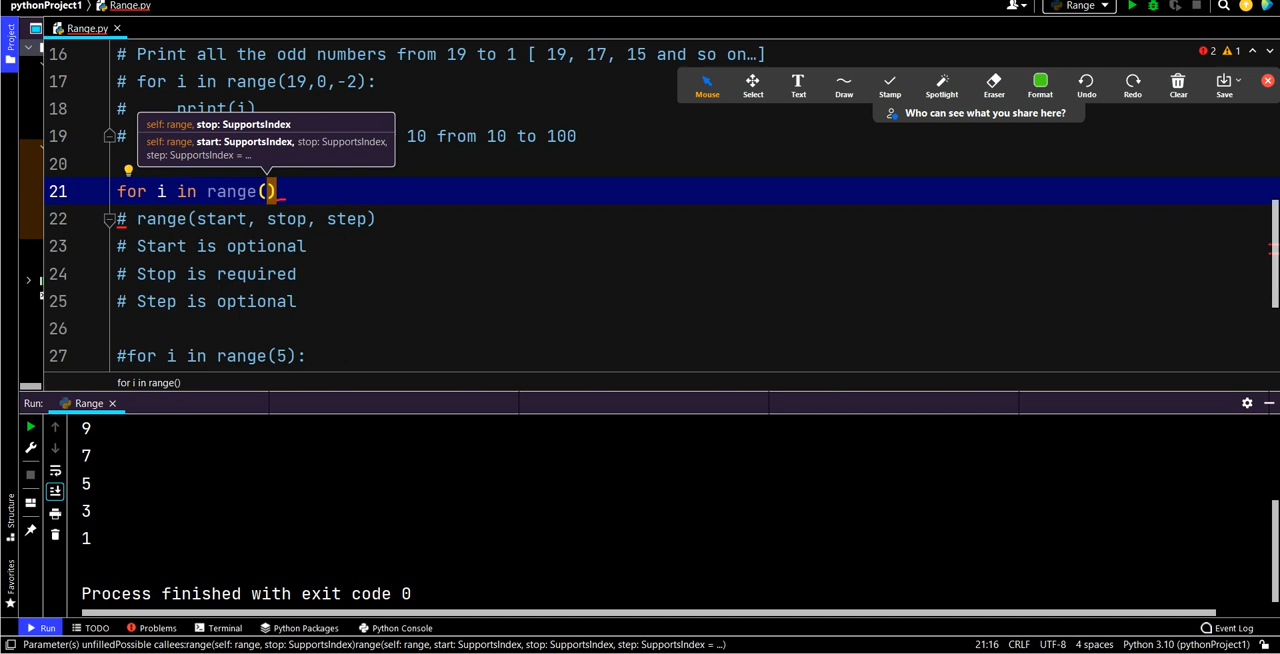 pythonProject1 Range.py
Range
Project
Range.py
16 # Print all the odd numbers from 19 to 1 [ 19, 17, 15 and so on…]
2 1
17 # for i in range(19,0,-2):
Mouse Select Text Draw Stamp Spotlight Eraser Format Undo Redo Clear Save
18 # print(i)
Who can see what you share here?
self: range, stop: SupportsIndex
19 # 10 from 10 to 100
self: range, start: SupportsIndex, stop: SupportsIndex,
step: SupportsIndex = ...
20
21 for i in range()
22 # range(start, stop, step)
23 # Start is optional
24 # Stop is required
25 # Step is optional
26
27 #for i in range(5):
for i in range()
Run: Range
9
7
5
3
1
Structure
Favorites
Process finished with exit code 0
Run TODO Problems Terminal Python Packages Python Console Event Log
Parameter(s) unfilledPossible callees:range(self: range, stop: SupportsIndex)range(self: range, start: SupportsIndex, stop: SupportsIndex, step: SupportsIndex = ...) 21:16 CRLF UTF-8 4 spaces Python 3.10 (pythonProject1)